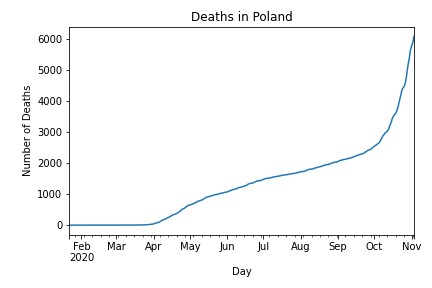 Deaths in Poland
Number of Deaths
6000
5000
4000
3000
2000
1000
0
Feb Mar Apr May Jun Jul Aug Sep Oct Nov
2020
Day